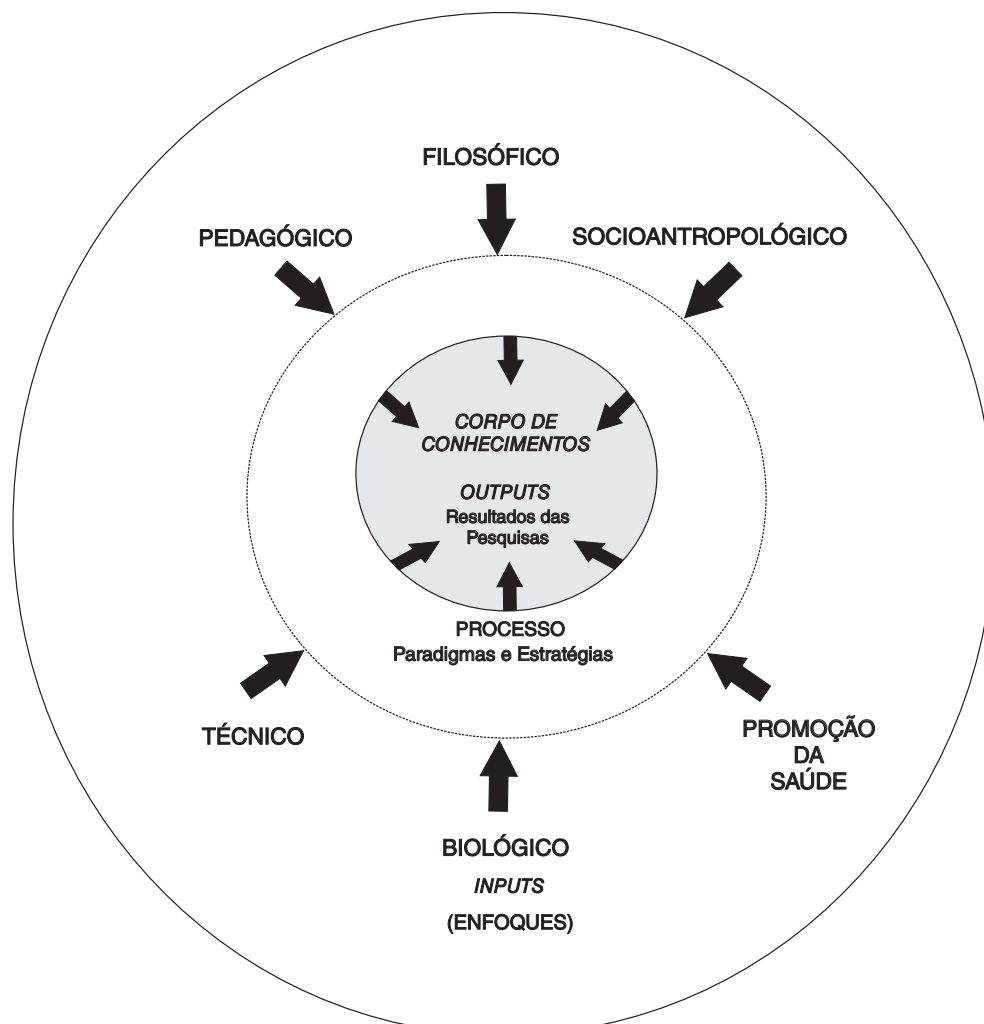 FILOSÓFICO
PEDAGÓGICO
SOCIOANTROPOLÓGICO
CORPO DE
CONHECIMENTOS
OUTPUTS
Resultados das
Pesquisas
PROCESSO
Paradigmas e Estratégias
TÉCNICO
PROMOÇÃO
DA
SAÚDE
BIOLÓGICO
INPUTS
(ENFOQUES)